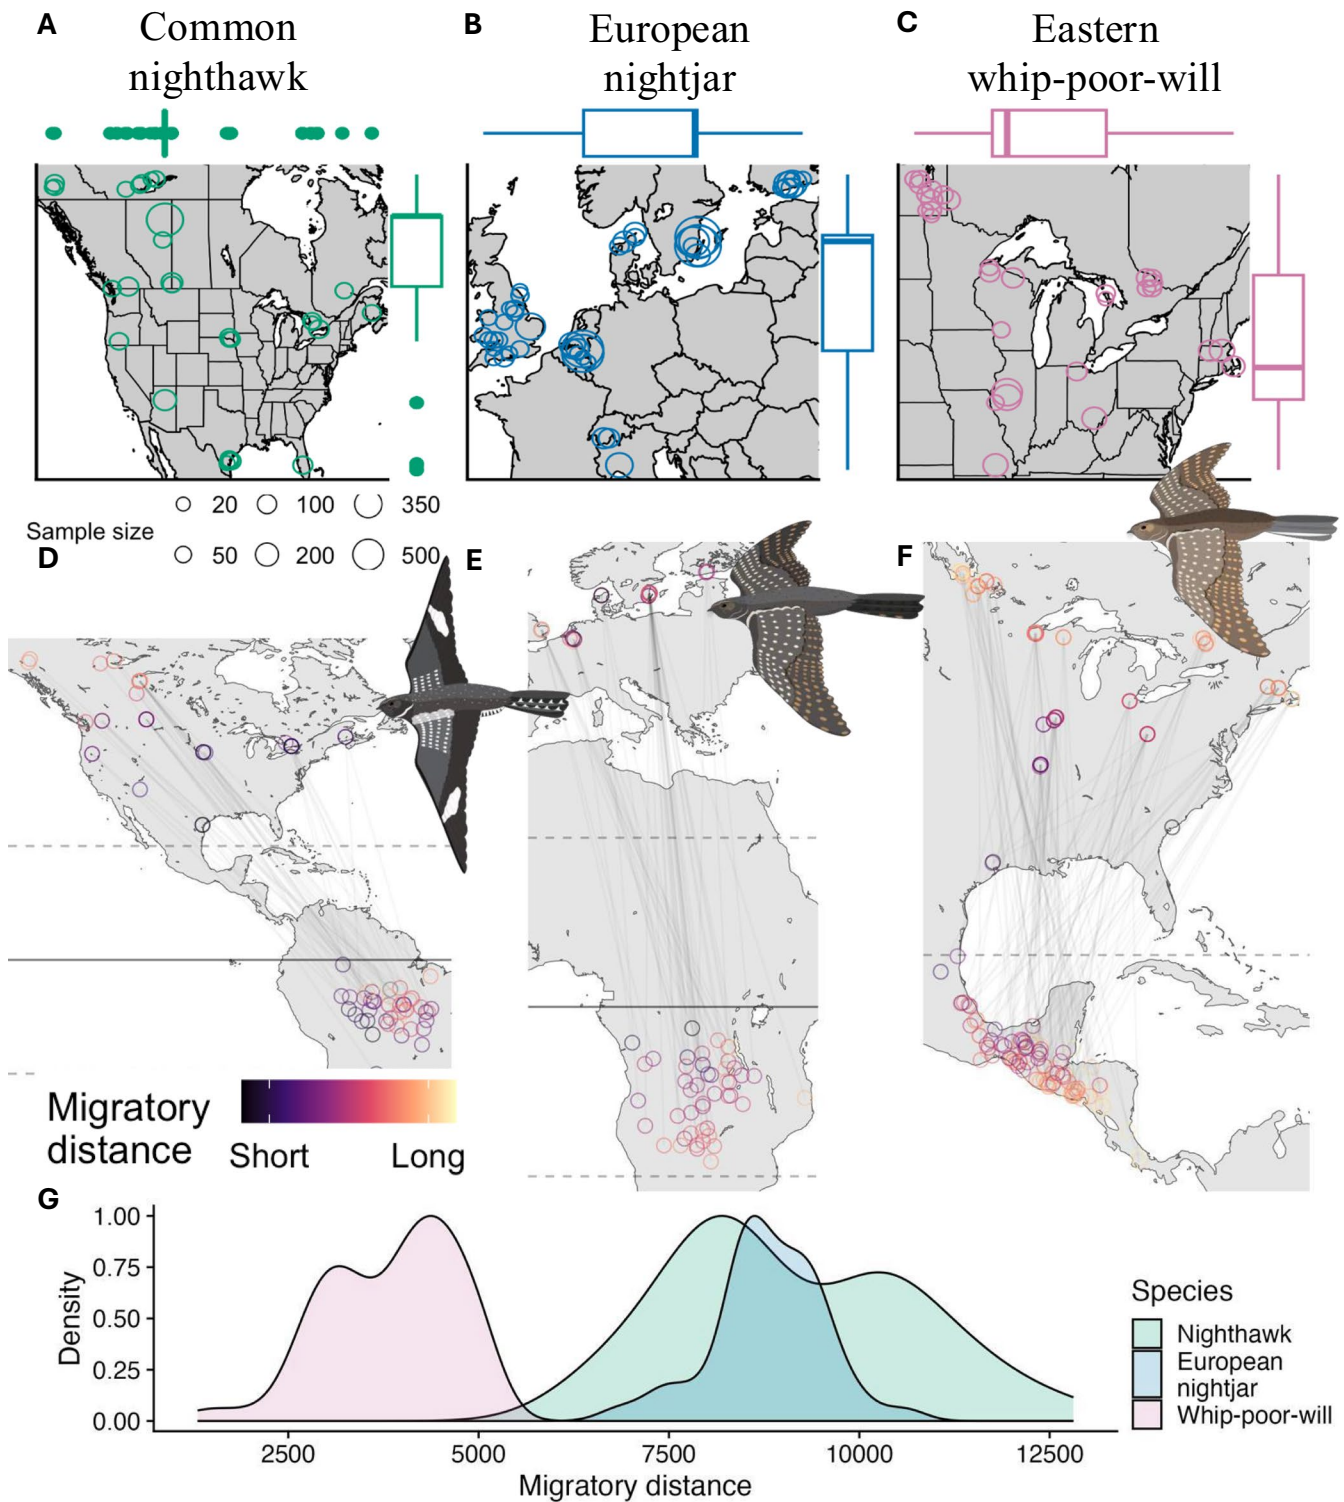 A
Common
nighthawk
B
European
nightjar
C
Eastern
whip-poor-will
Sample size
20
100
350
50
200
500
D
E
F
Migratory
distance
Short
Long
G
1.00
0.75
0.50
0.25
0.00
Density
2500
5000
7500
10000
12500
Migratory distance
Species
Nighthawk
European
nightjar
Whip-poor-will